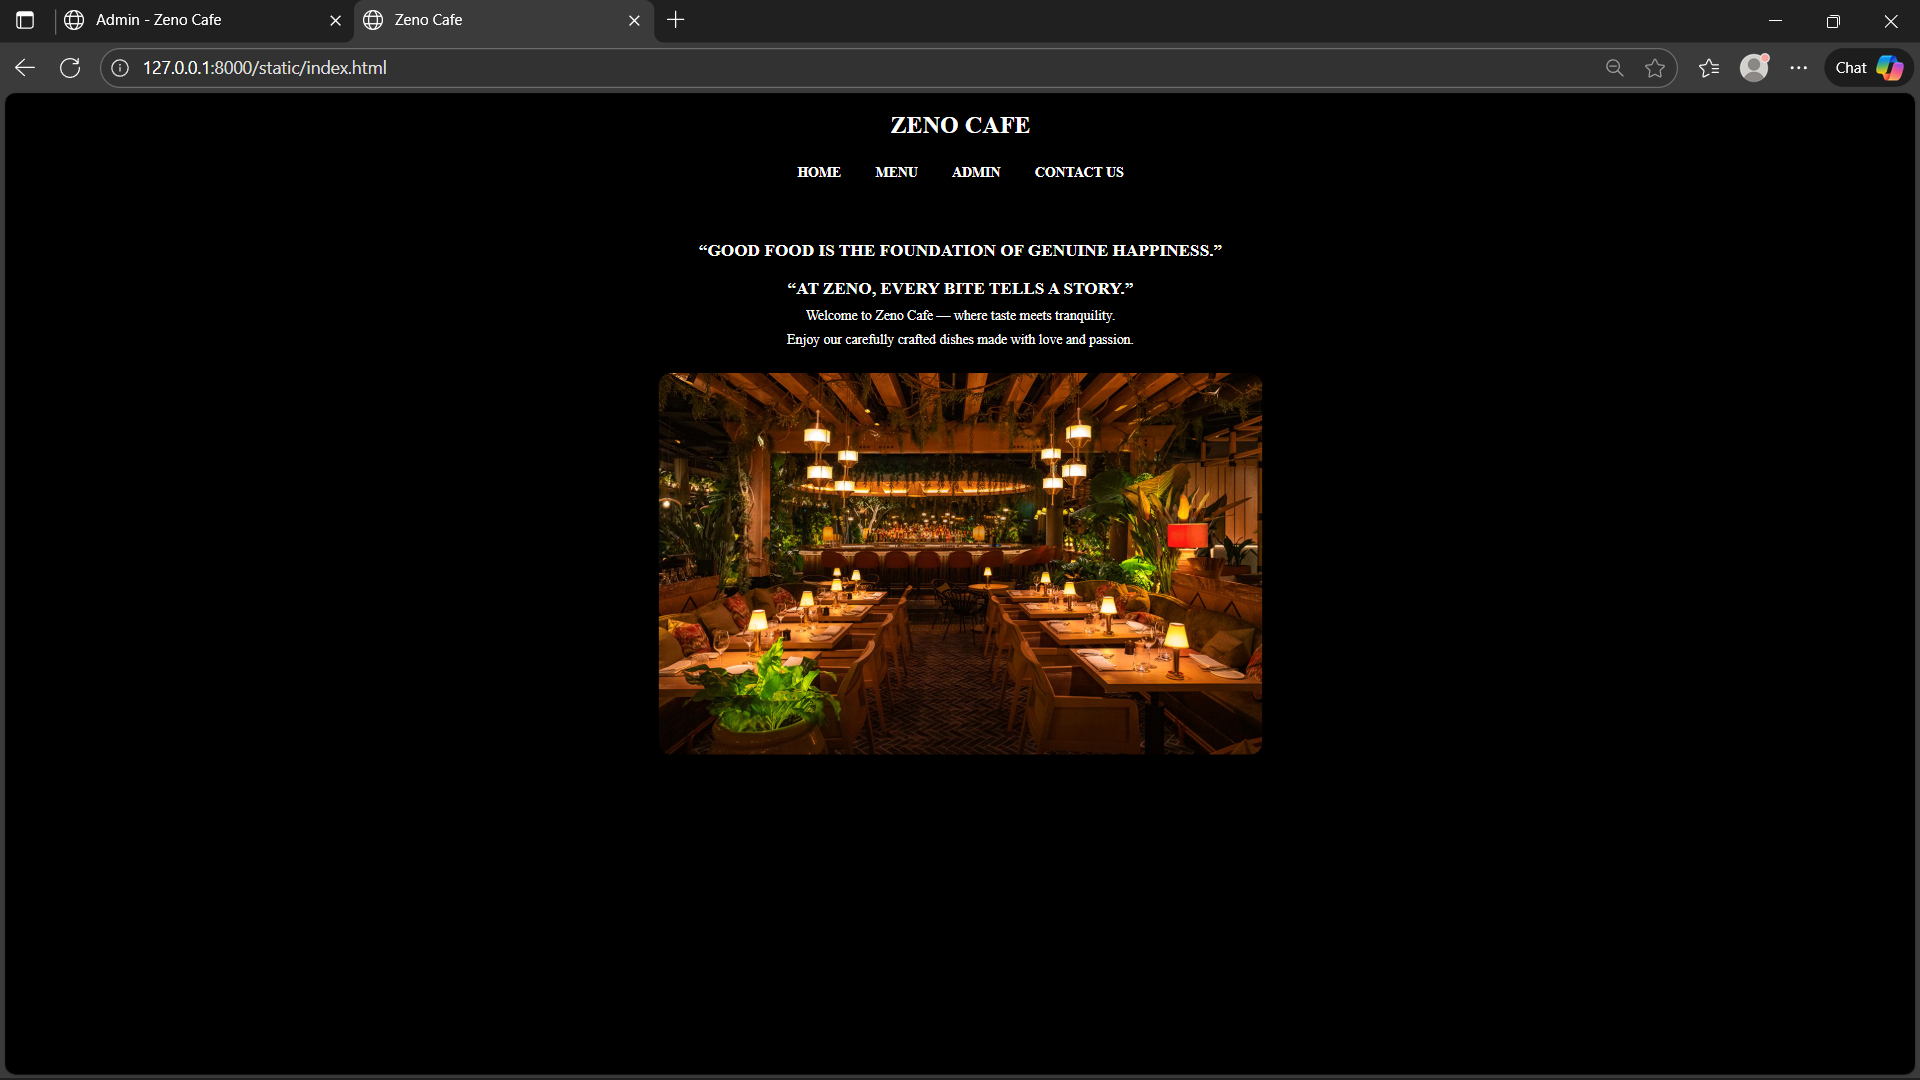 Admin - Zeno Cafe
Zeno Cafe
127.0.0.1:8000/static/index.html
Chat
ZENO CAFE
HOME MENU ADMIN CONTACT US
“GOOD FOOD IS THE FOUNDATION OF GENUINE HAPPINESS.”
“AT ZENO, EVERY BITE TELLS A STORY.”
Welcome to Zeno Cafe — where taste meets tranquility.
Enjoy our carefully crafted dishes made with love and passion.